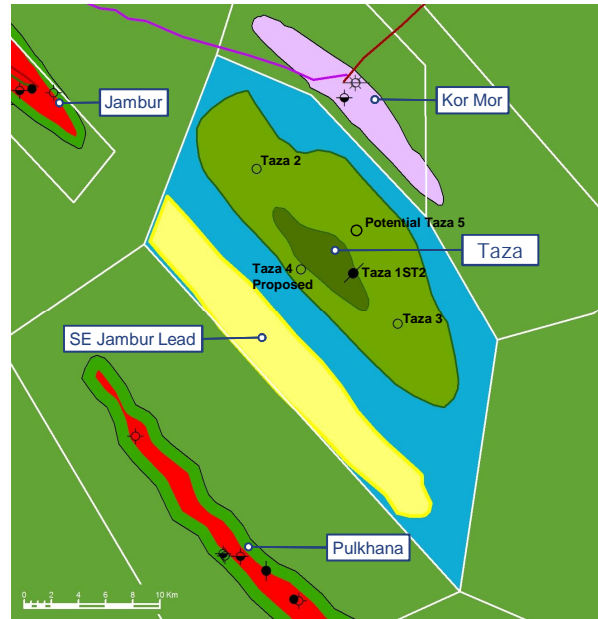 Jambur
Kor Mor
Taza 2
Potential Taza 5
Taza
Taza 4
Proposed
Taza 1ST2
Taza 3
SE Jambur Lead
Pulkhana
0 2 4 6 8 10 Km